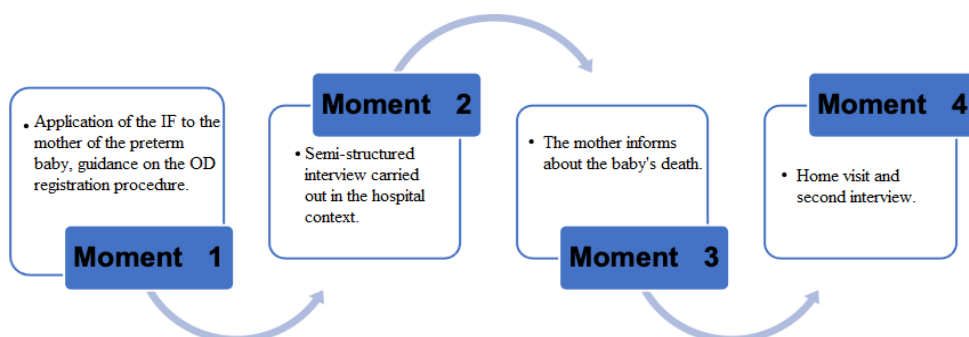 • Application of the IF to the
mother of the preterm
baby, guidance on the OD
registration procedure.
Moment 1
Moment 2
• Semi-structured
interview carried
out in the hospital
context.
• The mother informs
about the baby's death.
Moment 3
Moment 4
• Home visit and
second interview.